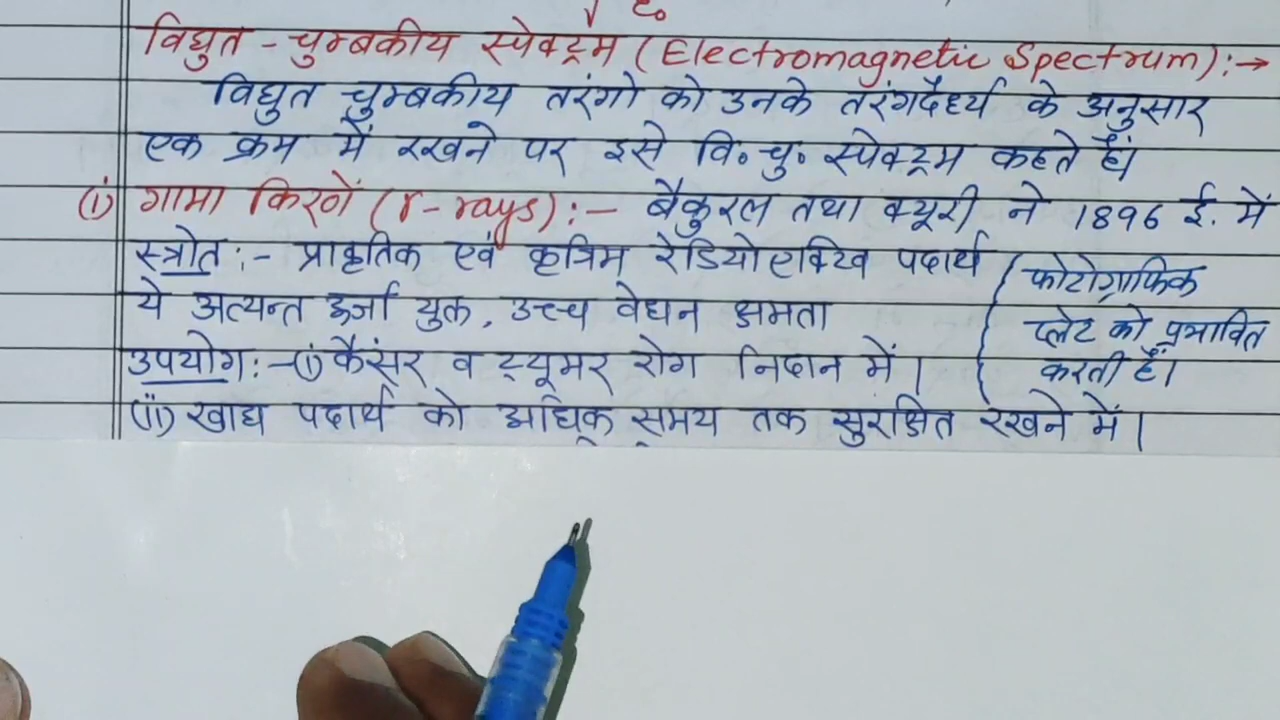 √ ε₀
विद्युत - चुम्बकीय स्पेक्ट्रम (Electromagnetic Spectrum):→
विद्युत चुम्बकीय तरंगो को उनके तरंगदैर्ध्य के अनुसार
एक क्रम में रखने पर इसे वि॰ चु॰ स्पेक्ट्रम कहते हैं।
(i) गामा किरणें (γ-rays):- बैकुरल तथा क्यूरी ने 1896 ई. में
स्त्रोत:- प्राकृतिक एवं कृत्रिम रेडियोएक्टिव पदार्थ
ये अत्यन्त ऊर्जा युक्त, उच्च वेधन क्षमता
फोटोग्राफिक
प्लेट को प्रभावित
करती हैं।
उपयोग:-(i) कैंसर व ट्यूमर रोग निदान में।
(ii) खाद्य पदार्थ को अधिक समय तक सुरक्षित रखने में।